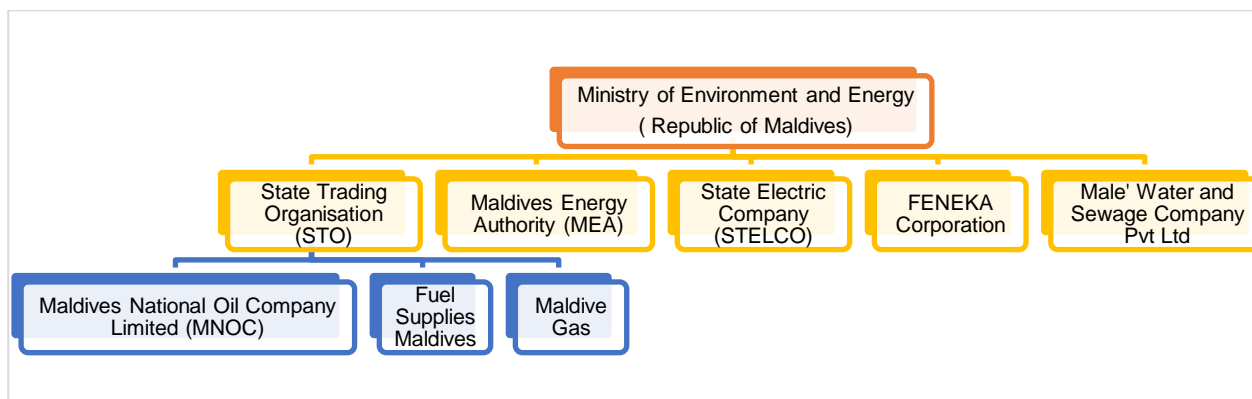 Ministry of Environment and Energy
( Republic of Maldives)
State Trading
Organisation
(STO)
Maldives Energy
Authority (MEA)
State Electric
Company
(STELCO)
FENEKA
Corporation
Male' Water and
Sewage Company
Pvt Ltd
Maldives National Oil Company
Limited (MNOC)
Fuel
Supplies
Maldives
Maldive
Gas